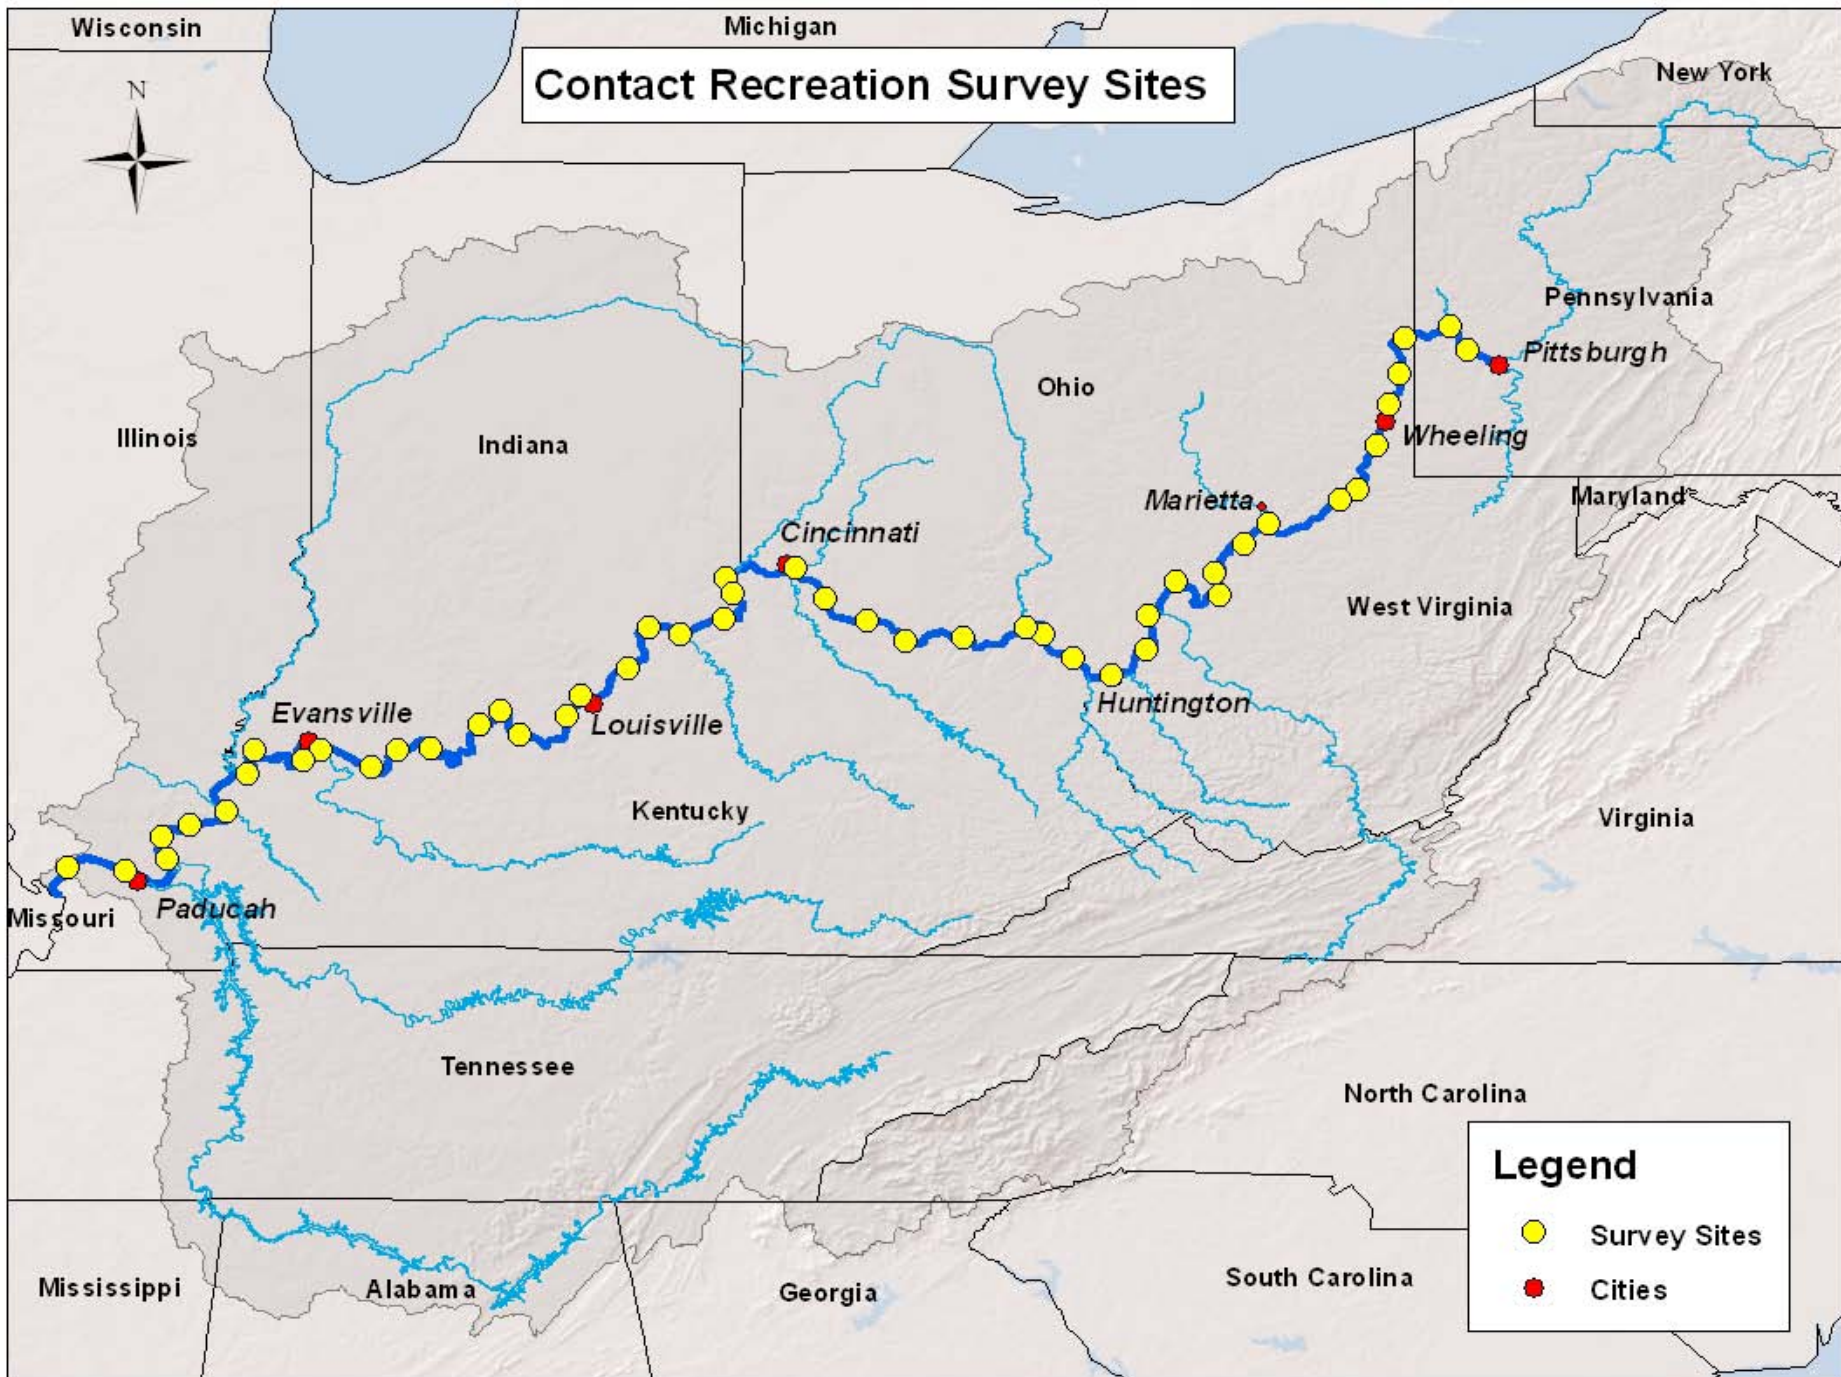 Wisconsin
Michigan
Contact Recreation Survey Sites
New York
N
Pennsylvania
Pittsburgh
Ohio
Illinois
Indiana
Wheeling
Marietta
Maryland
Cincinnati
West Virginia
Huntington
Evansville
Louisville
Kentucky
Virginia
Missouri
Paducah
Tennessee
North Carolina
Legend
Survey Sites
Cities
Mississippi
Alabama
Georgia
South Carolina